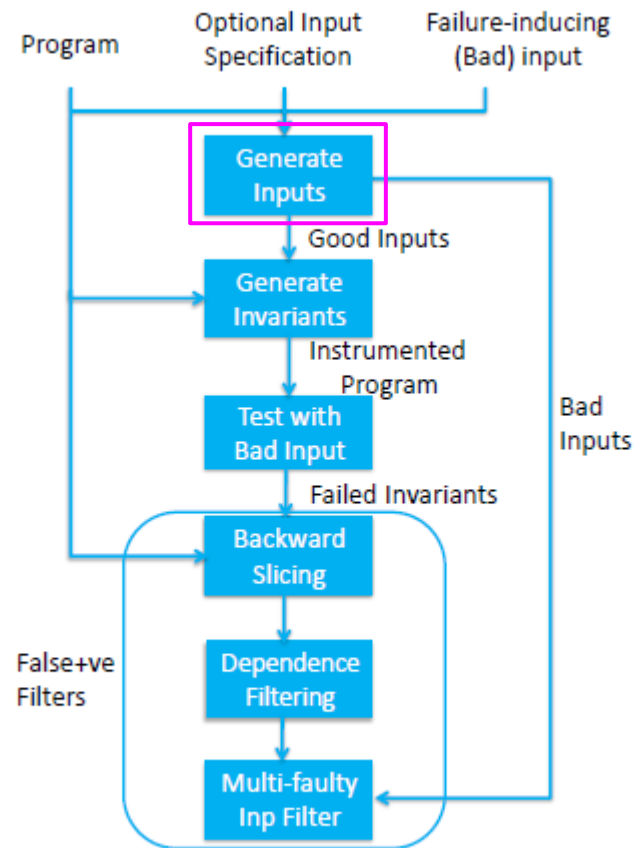 Program
Optional Input
Specification
Failure-inducing
(Bad) input
Generate
Inputs
Good Inputs
Generate
Invariants
Instrumented
Program
Test with
Bad Input
Bad
Inputs
Failed Invariants
Backward
Slicing
False+ve
Filters
Dependence
Filtering
Multi-faulty
Inp Filter